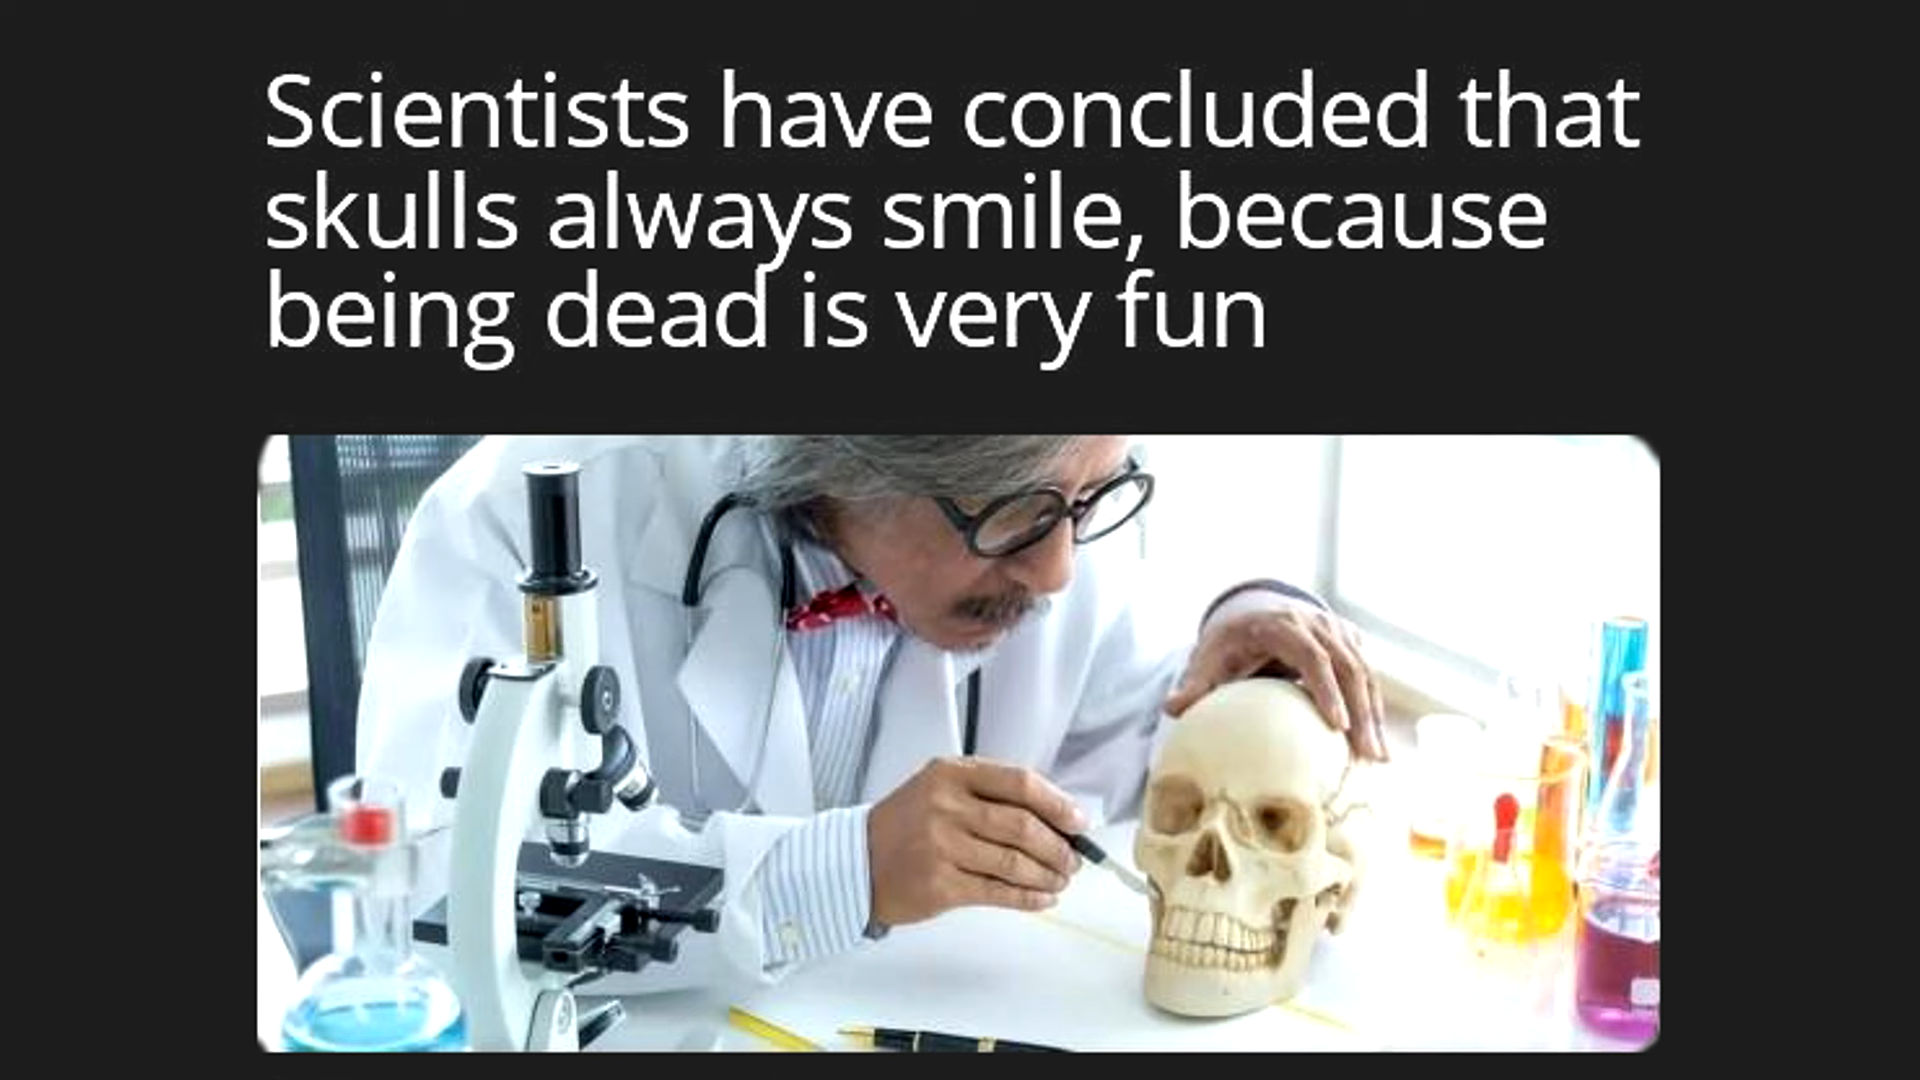 Scientists have concluded that
skulls always smile, because
being dead is very fun